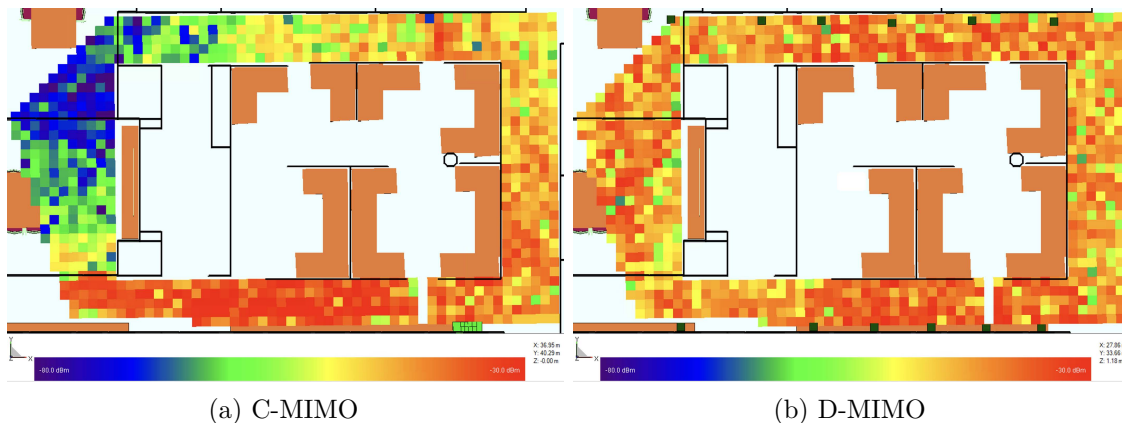 Y
Z X
-80.0 dBm
-30.0 dBm
X: 36.95 m
Y: 40.29 m
Z: -0.00 m
Y
Z X
-80.0 dBm
-30.0 dBm
X: 27.86
Y: 33.66
Z: 1.18 m
(a) C-MIMO
(b) D-MIMO